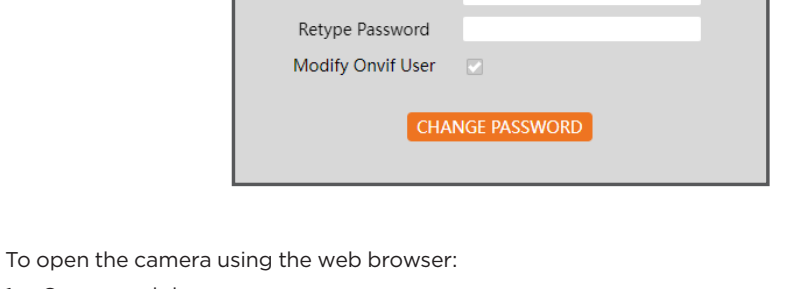 Retype Password
Modify Onvif User
CHANGE PASSWORD
To open the camera using the web browser: